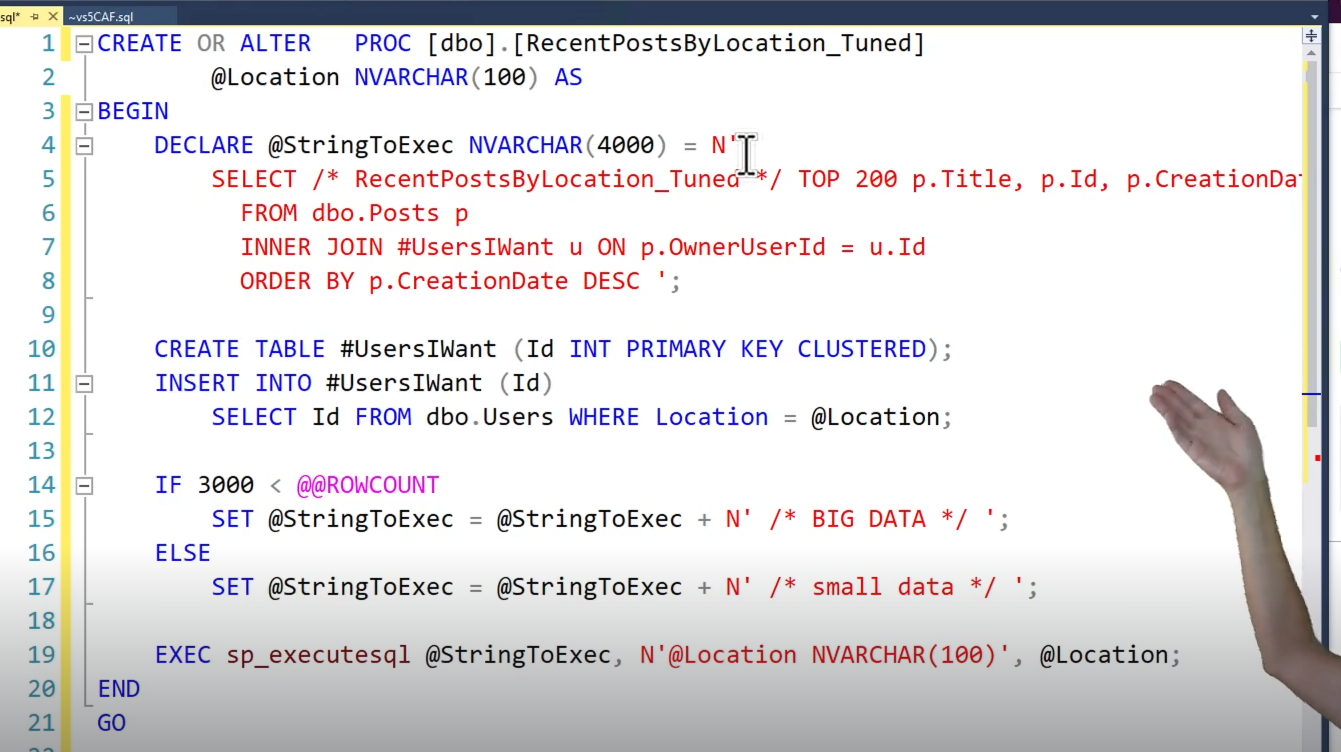 sql* ~vs5CAF.sql
1 CREATE OR ALTER PROC [dbo].[RecentPostsByLocation_Tuned]
2 @Location NVARCHAR(100) AS
3 BEGIN
4 DECLARE @StringToExec NVARCHAR(4000) = N'
5 SELECT /* RecentPostsByLocation_Tuned */ TOP 200 p.Title, p.Id, p.CreationDat
6 FROM dbo.Posts p
7 INNER JOIN #UsersIWant u ON p.OwnerUserId = u.Id
8 ORDER BY p.CreationDate DESC ';
9
10 CREATE TABLE #UsersIWant (Id INT PRIMARY KEY CLUSTERED);
11 INSERT INTO #UsersIWant (Id)
12 SELECT Id FROM dbo.Users WHERE Location = @Location;
13
14 IF 3000 < @@ROWCOUNT
15 SET @StringToExec = @StringToExec + N' /* BIG DATA */ ';
16 ELSE
17 SET @StringToExec = @StringToExec + N' /* small data */ ';
18
19 EXEC sp_executesql @StringToExec, N'@Location NVARCHAR(100)', @Location;
20 END
21 GO